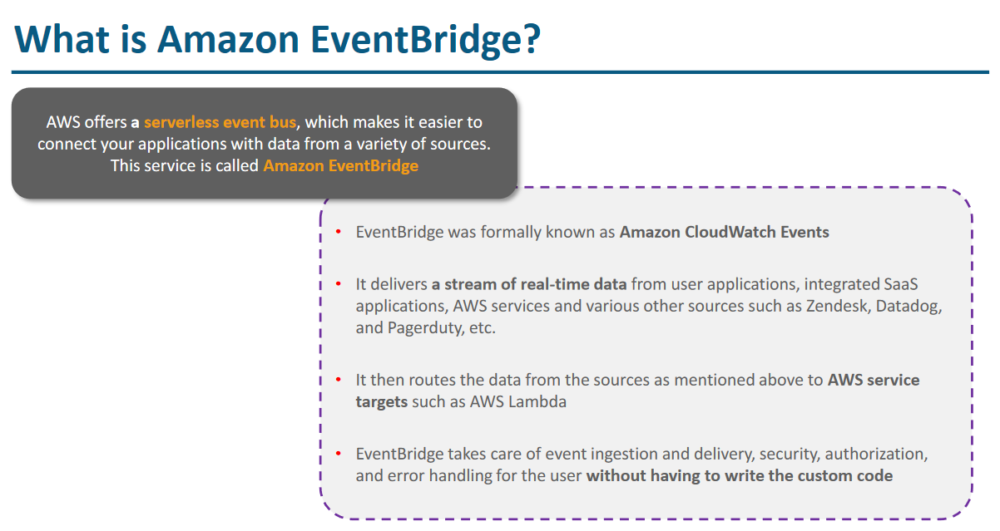 What is Amazon EventBridge?
AWS offers a serverless event bus, which makes it easier to
connect your applications with data from a variety of sources.
This service is called Amazon EventBridge
• EventBridge was formally known as Amazon CloudWatch Events
• It delivers a stream of real-time data from user applications, integrated SaaS
applications, AWS services and various other sources such as Zendesk, Datadog,
and Pagerduty, etc.
• It then routes the data from the sources as mentioned above to AWS service
targets such as AWS Lambda
• EventBridge takes care of event ingestion and delivery, security, authorization,
and error handling for the user without having to write the custom code